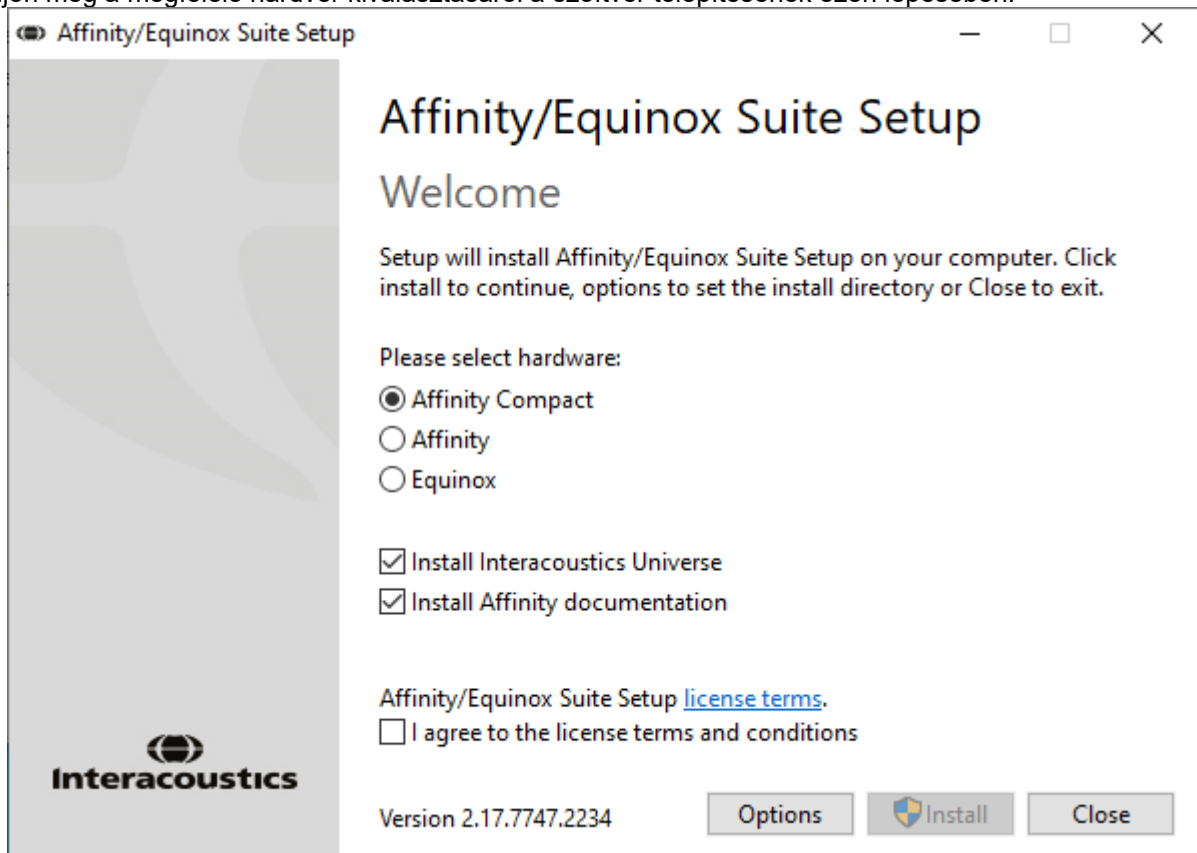 Affinity/Equinox Suite Setup
Affinity/Equinox Suite Setup
Welcome
Setup will install Affinity/Equinox Suite Setup on your computer. Click
install to continue, options to set the install directory or Close to exit.
Please select hardware:
Affinity Compact
Affinity
Equinox
Install Interacoustics Universe
Install Affinity documentation
Affinity/Equinox Suite Setup license terms.
I agree to the license terms and conditions
Interacoustics
Version 2.17.7747.2234
Options
Install
Close